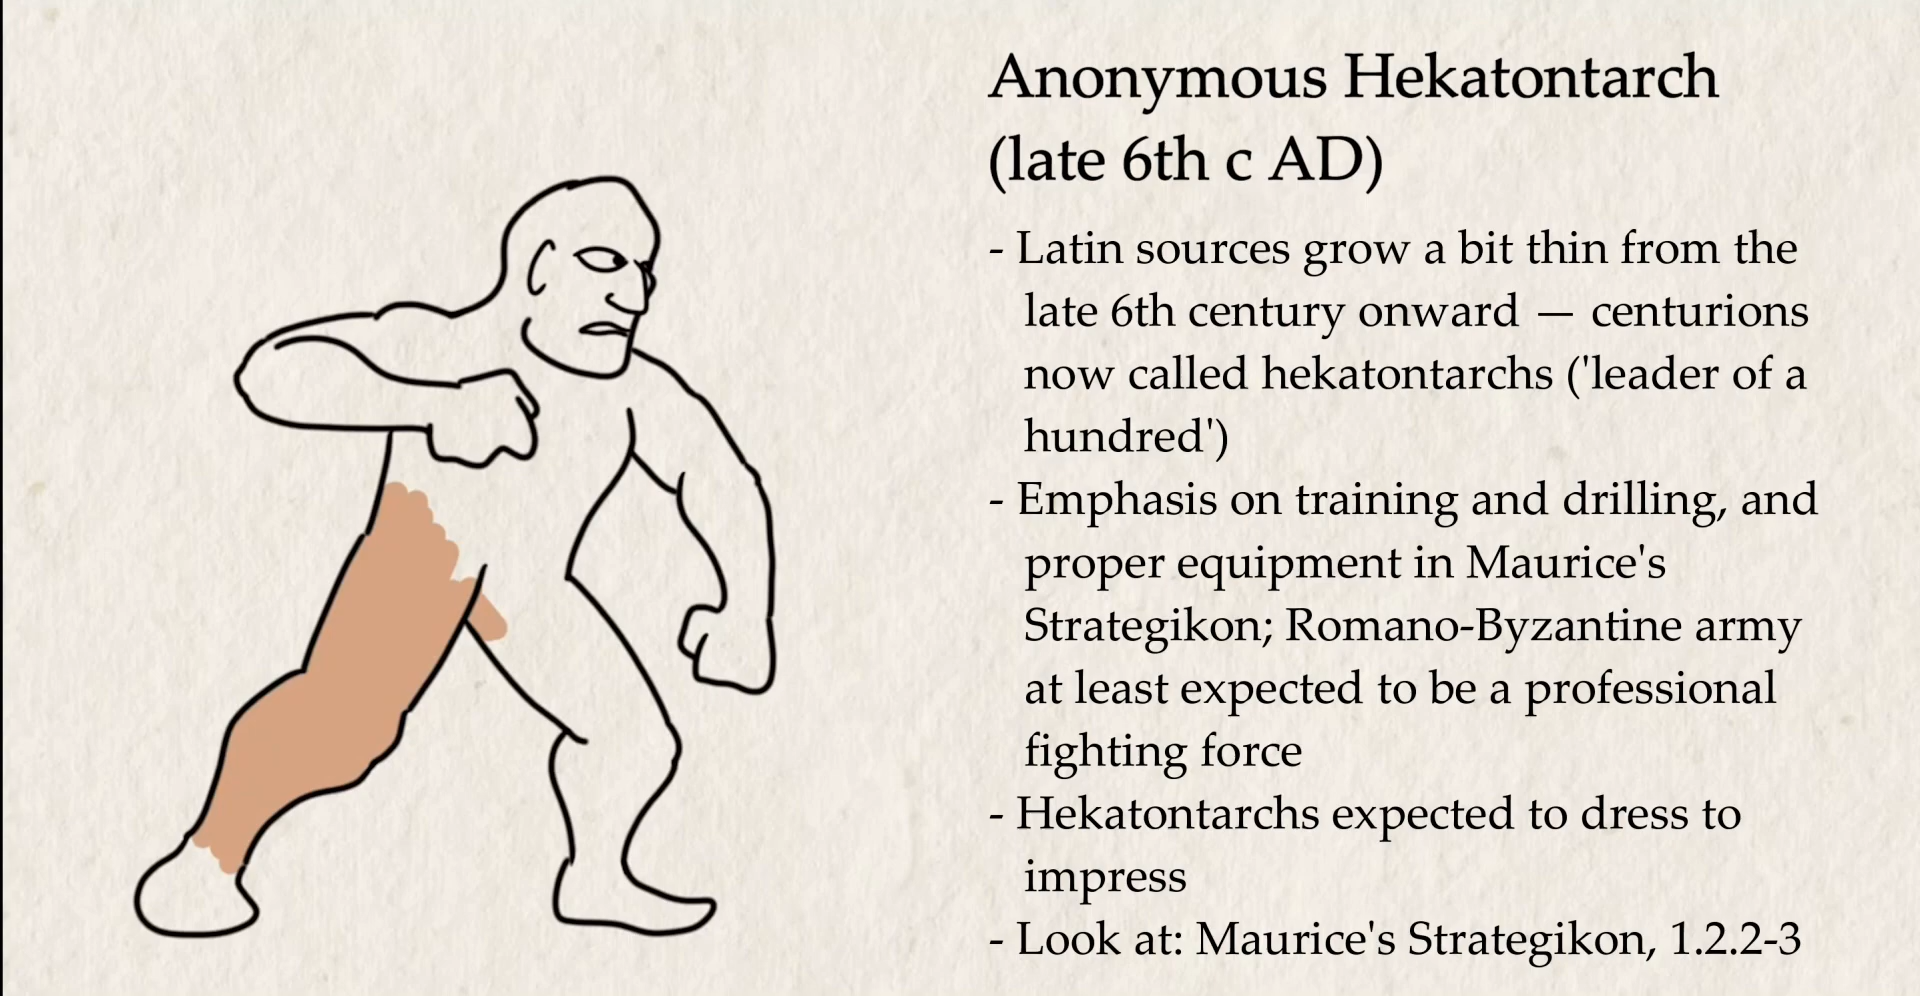 Anonymous Hekatontarch
(late 6th c AD)
- Latin sources grow a bit thin from the
late 6th century onward — centurions
now called hekatontarchs ('leader of a
hundred')
- Emphasis on training and drilling, and
proper equipment in Maurice's
Strategikon; Romano-Byzantine army
at least expected to be a professional
fighting force
- Hekatontarchs expected to dress to
impress
- Look at: Maurice's Strategikon, 1.2.2-3